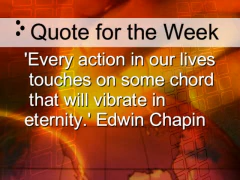 Quote for the Week
'Every action in our lives
touches on some chord
that will vibrate in
eternity.' Edwin Chapin